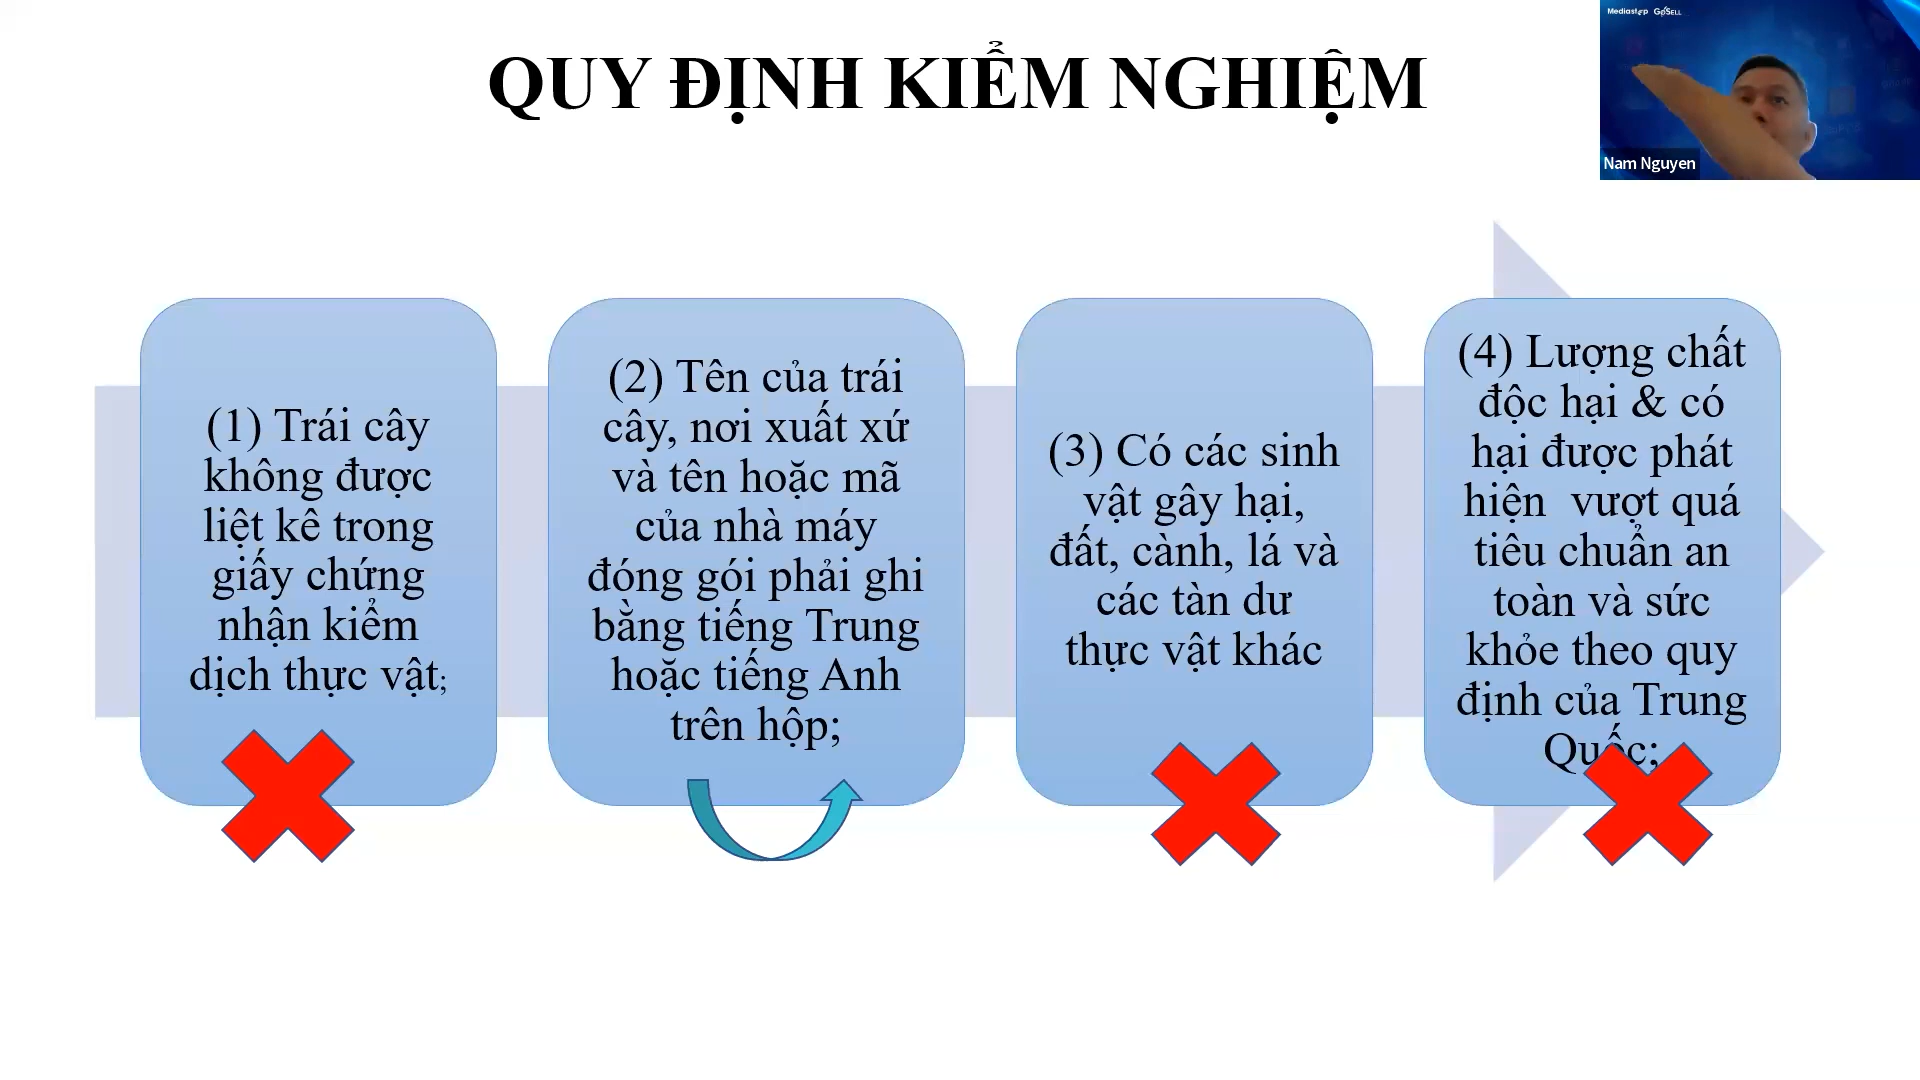 Mediastep GoSELL
QUY ĐỊNH KIỂM NGHIỆM
Nam Nguyen
(1) Trái cây
không được
liệt kê trong
giấy chứng
nhận kiểm
dịch thực vật;
(2) Tên của trái
cây, nơi xuất xứ
và tên hoặc mã
của nhà máy
đóng gói phải ghi
bằng tiếng Trung
hoặc tiếng Anh
trên hộp;
(3) Có các sinh
vật gây hại,
đất, cành, lá và
các tàn dư
thực vật khác
(4) Lượng chất
độc hại & có
hại được phát
hiện vượt quá
tiêu chuẩn an
toàn và sức
khỏe theo quy
định của Trung
Quốc;